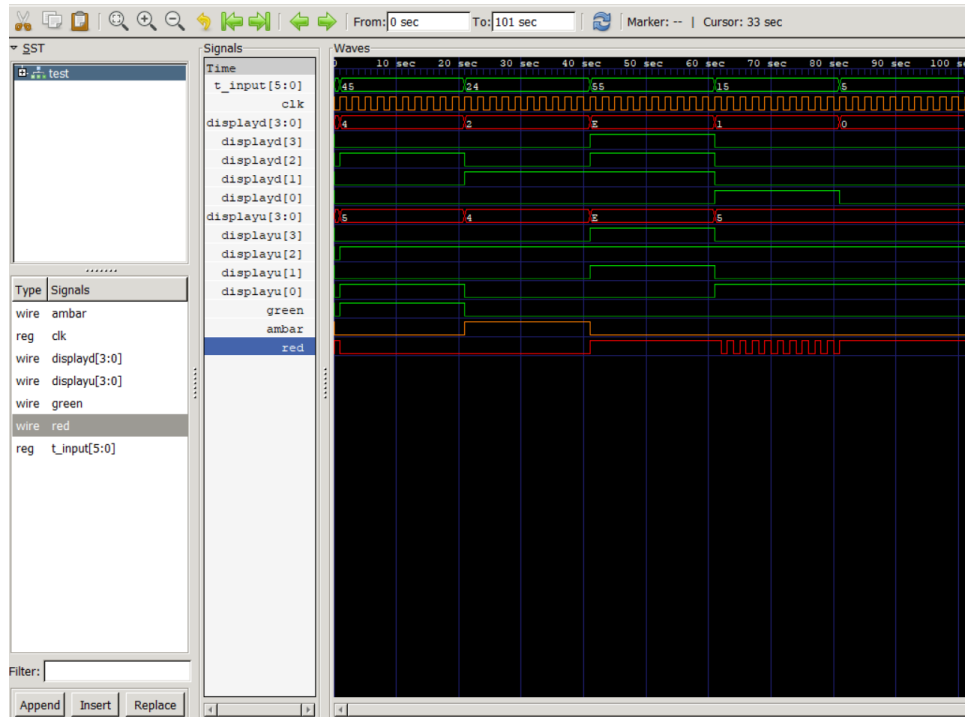 From: 0 sec To: 101 sec Marker: -- | Cursor: 33 sec
SST
test
Type Signals
wire ambar
reg clk
wire displayd[3:0]
wire displayu[3:0]
wire green
wire red
reg t_input[5:0]
Filter:
Append Insert Replace
Signals
Time
t_input[5:0]
clk
displayd[3:0]
displayd[3]
displayd[2]
displayd[1]
displayd[0]
displayu[3:0]
displayu[3]
displayu[2]
displayu[1]
displayu[0]
green
ambar
red
Waves
10 sec 20 sec 30 sec 40 sec 50 sec 60 sec 70 sec 80 sec 90 sec 100 s
45 24 55 15 5
4 2 E 1 0
5 4 E 5